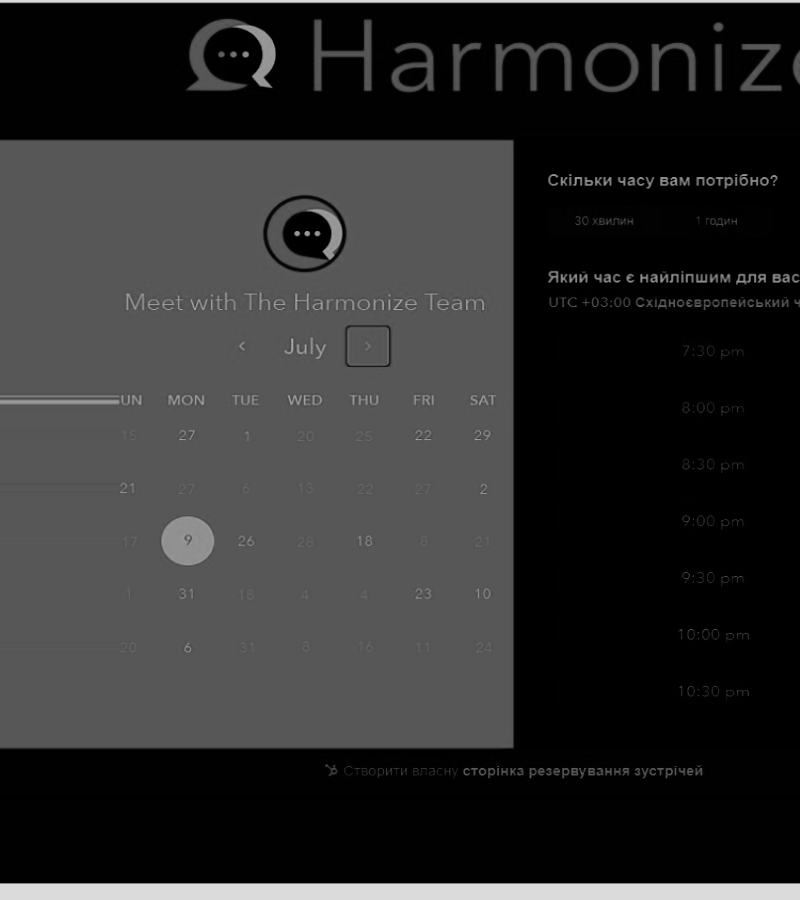 Harmonize
Meet with The Harmonize Team
July
UN MON TUE WED THU FRI SAT
15 27 1 20 25 22 29
21 27 6 13 22 27 2
17 9 26 28 18 8 21
1 31 18 4 4 23 10
20 6 31 8 16 11 24
Скільки часу вам потрібно?
30 хвилин 1 годин
Який час є найліпшим для вас
UTC +03:00 Східноєвропейський ч
7:30 pm
8:00 pm
8:30 pm
9:00 pm
9:30 pm
10:00 pm
10:30 pm
Створити власну сторінка резервування зустрічей